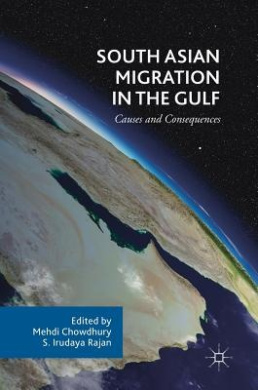 SOUTH ASIAN
MIGRATION
IN THE GULF
Causes and Consequences
Edited by
Mehdi Chowdhury
S. Irudaya Rajan